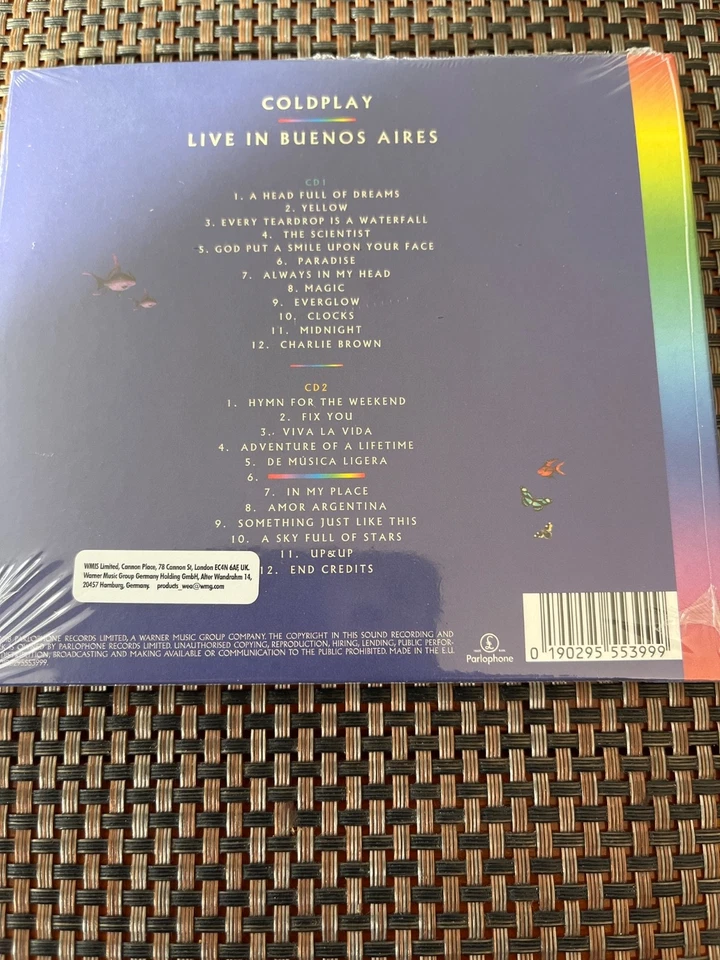 COLDPLAY
LIVE IN BUENOS AIRES
CD1
1. A HEAD FULL OF DREAMS
2. YELLOW
3. EVERY TEARDROP IS A WATERFALL
4. THE SCIENTIST
5. GOD PUT A SMILE UPON YOUR FACE
6. PARADISE
7. ALWAYS IN MY HEAD
8. MAGIC
9. EVERGLOW
10. CLOCKS
11. MIDNIGHT
12. CHARLIE BROWN
CD2
1. HYMN FOR THE WEEKEND
2. FIX YOU
3. VIVA LA VIDA
4. ADVENTURE OF A LIFETIME
5. DE MÚSICA LIGERA
6.
7. IN MY PLACE
8. AMOR ARGENTINA
9. SOMETHING JUST LIKE THIS
10. A SKY FULL OF STARS
11. UP&UP
12. END CREDITS
WMIS Limited, Cannon Place, 78 Cannon St, London EC4N 6AF, UK.
Warner Music Group Germany Holding GmbH, Alter Wandrahm 14,
20457 Hamburg, Germany. products_wea@wmg.com
PARLOPHONE RECORDS LIMITED, A WARNER MUSIC GROUP COMPANY. THE COPYRIGHT IN THIS SOUND RECORDING AND
IS OWNED BY PARLOPHONE RECORDS LIMITED. UNAUTHORISED COPYING, REPRODUCTION, HIRING, LENDING, PUBLIC PERFOR-
BROADCASTING AND MAKING AVAILABLE OR COMMUNICATION TO THE PUBLIC PROHIBITED. MADE IN THE E.U.
Parlophone
0 190295 553999